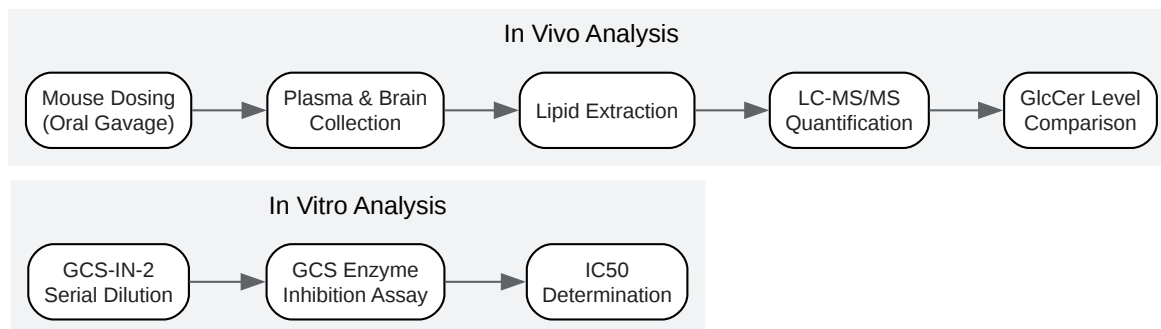 In Vivo Analysis
Mouse Dosing
(Oral Gavage)
Plasma & Brain
Collection
Lipid Extraction
LC-MS/MS
Quantification
GlcCer Level
Comparison
In Vitro Analysis
GCS-IN-2
Serial Dilution
GCS Enzyme
Inhibition Assay
IC50
Determination